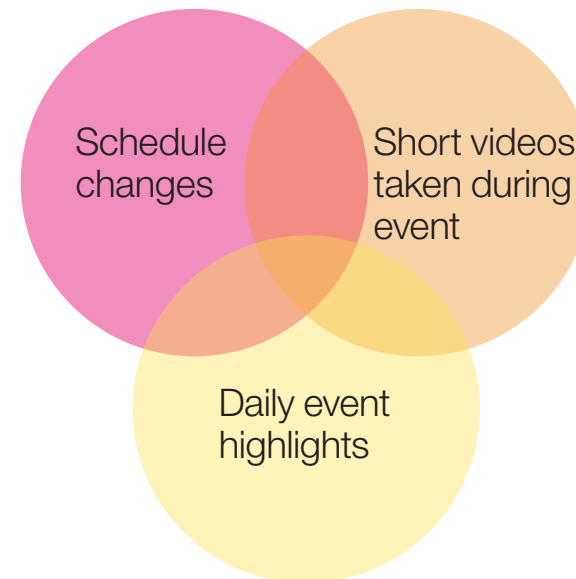 Schedule
changes
Short videos
taken during
event
Daily event
highlights